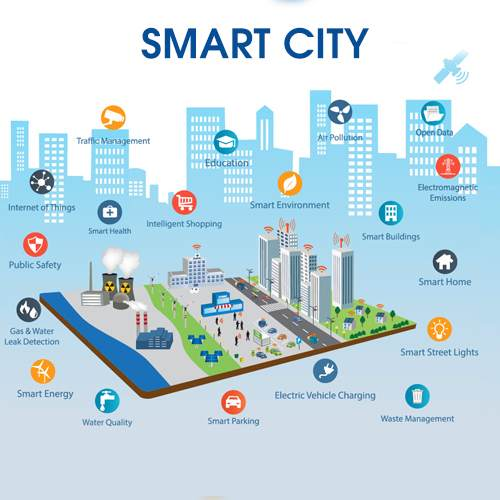 SMART CITY
Traffic Management
Education
Air Pollution
Open Data
Electromagnetic
Emissions
Internet of Things
Smart Health
Intelligent Shopping
Smart Environment
Smart Buildings
Public Safety
Smart Home
Gas & Water
Leak Detection
Smart Street Lights
Smart Energy
Water Quality
Smart Parking
Electric Vehicle Charging
Waste Management